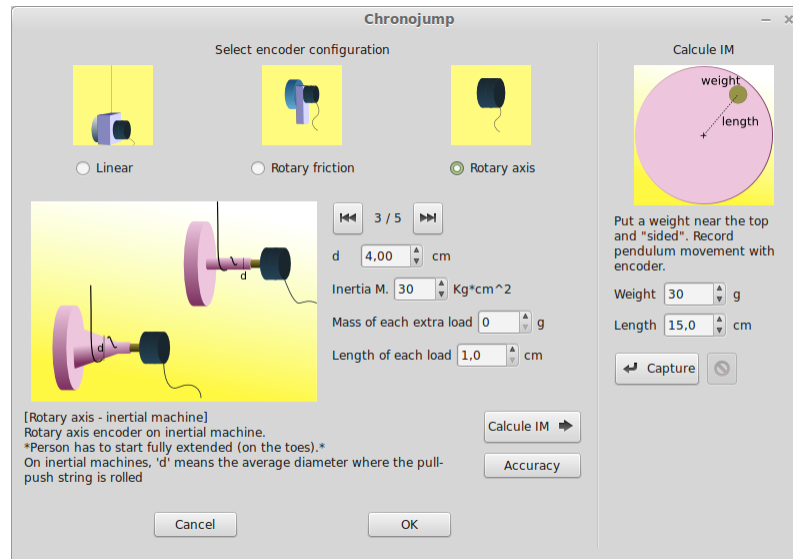 Chronojump
Select encoder configuration
Linear
Rotary friction
Rotary axis
3 / 5
d 4,00 cm
Inertia M. 30 Kg*cm^2
Mass of each extra load 0 g
Length of each load 1,0 cm
d
d
[Rotary axis - inertial machine]
Rotary axis encoder on inertial machine.
*Person has to start fully extended (on the toes).*
On inertial machines, 'd' means the average diameter where the pull-
push string is rolled
Calcule IM
Accuracy
Cancel
OK
Calcule IM
weight
length
Put a weight near the top
and "sided". Record
pendulum movement with
encoder.
Weight 30 g
Length 15,0 cm
Capture